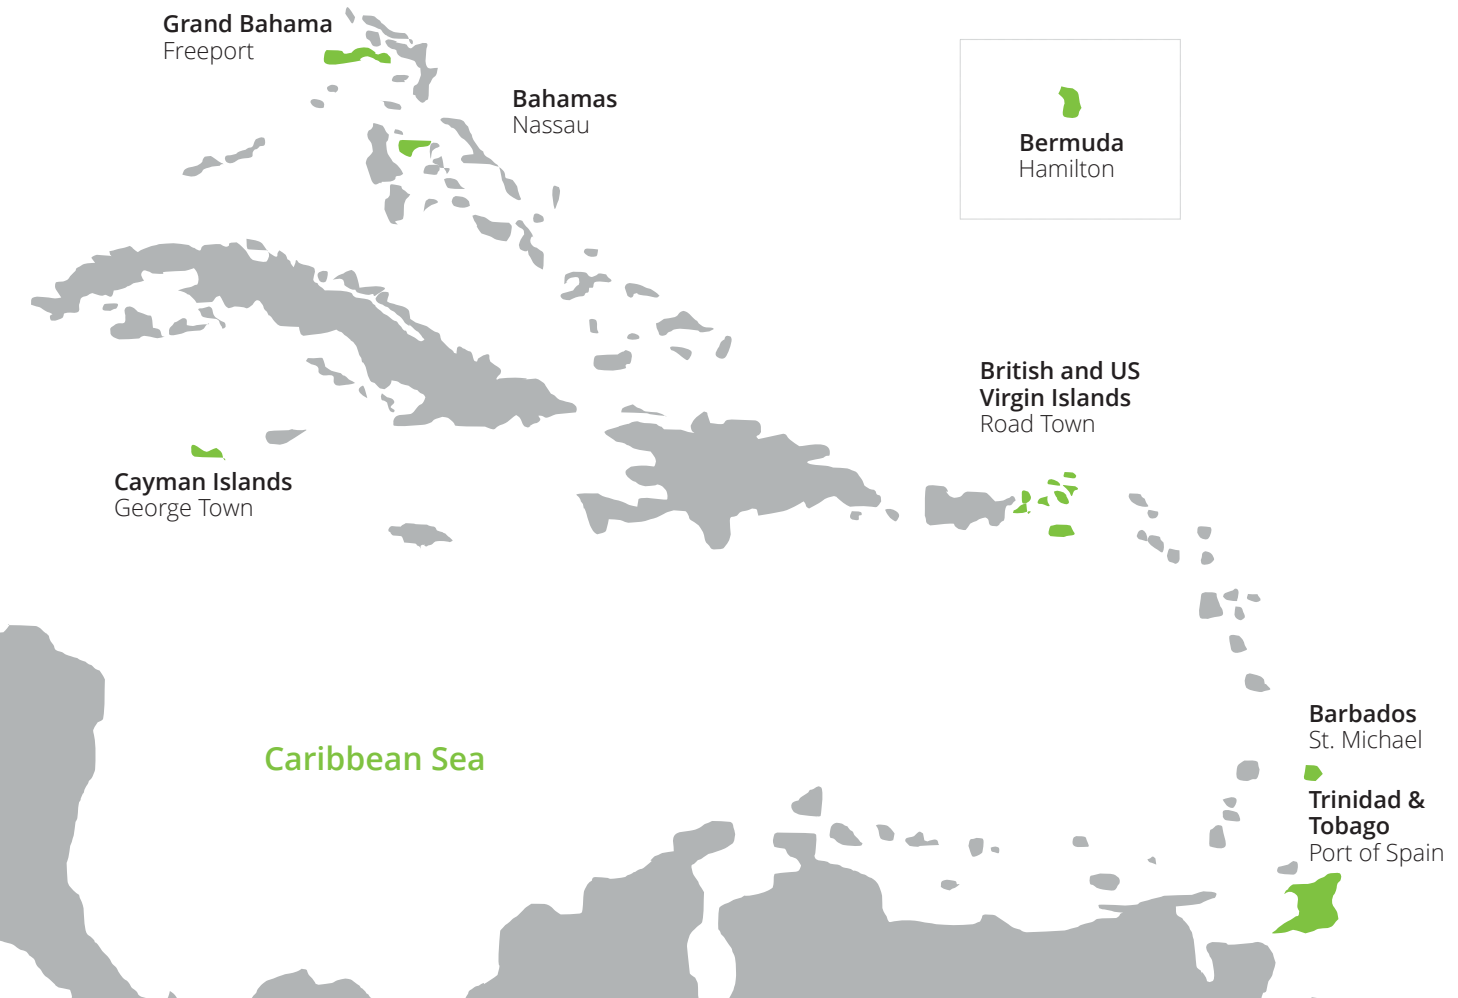 Grand Bahama
Freeport
Bahamas
Nassau
Bermuda
Hamilton
British and US
Virgin Islands
Road Town
Cayman Islands
George Town
Caribbean Sea
Barbados
St. Michael
Trinidad &
Tobago
Port of Spain